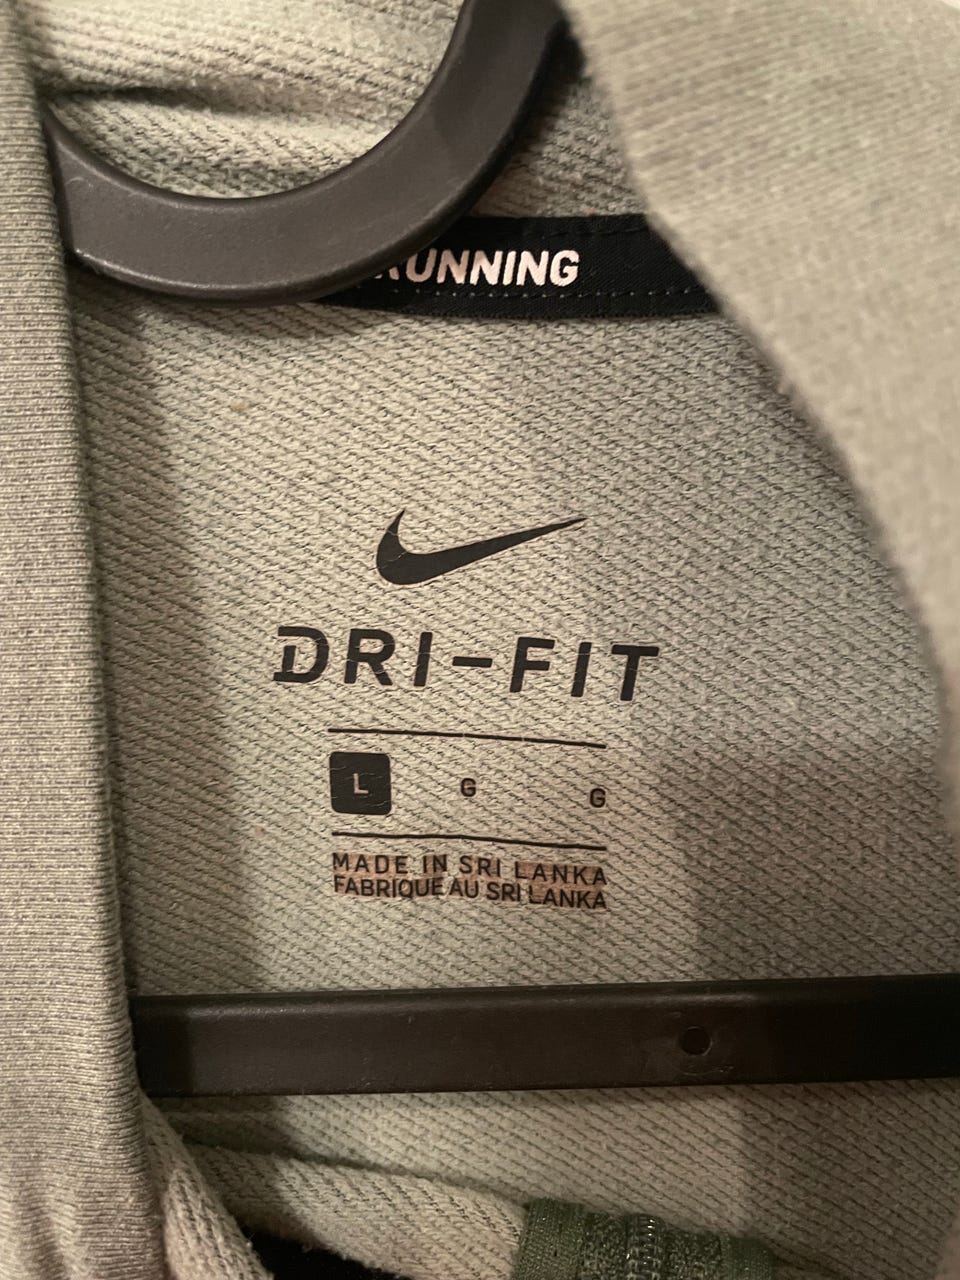 RUNNING
DRI-FIT
L G G
MADE IN SRI LANKA
FABRIQUE AU SRI LANKA